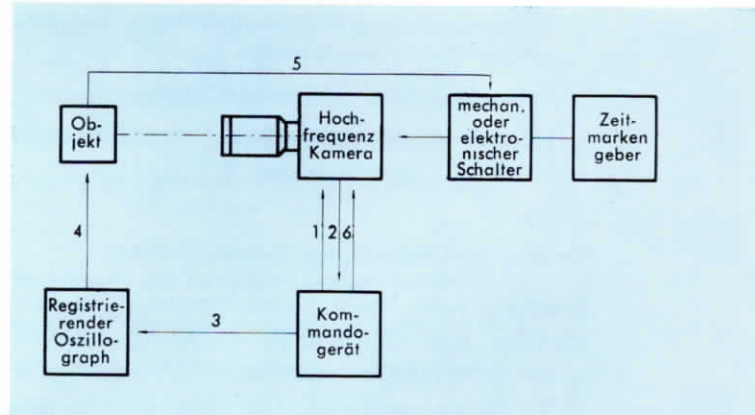 5
Ob-
jekt
Hoch-
frequenz
Kamera
mechan.
oder
elektro-
nischer
Schalter
Zeit-
marken
geber
4
1 2 6
Registrie-
render
Oszillo-
graph
3
Kom-
mando-
gerät